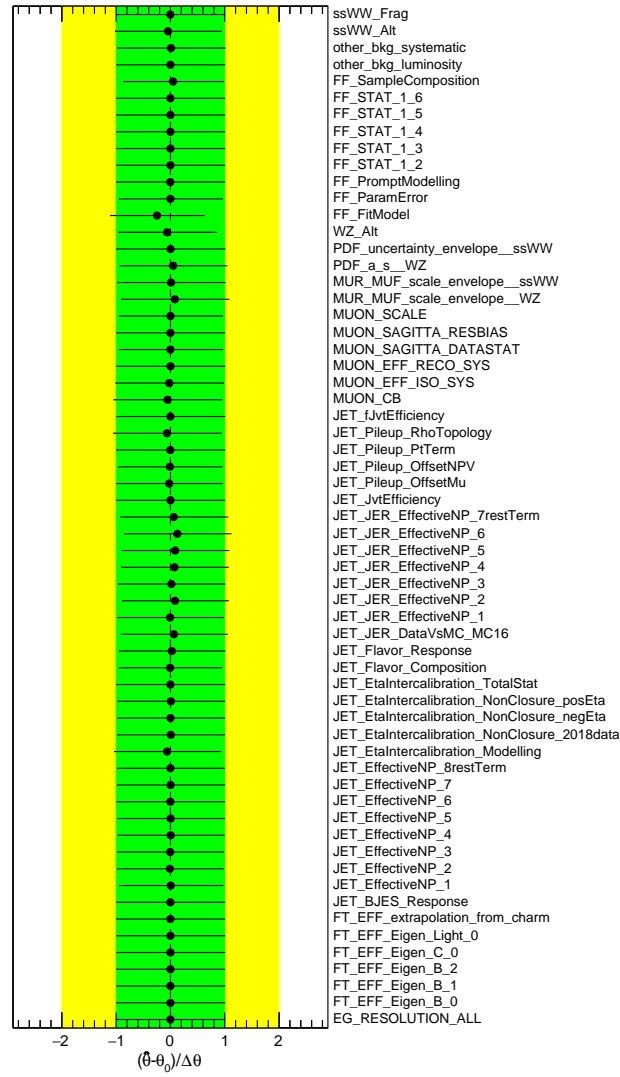 ssWW_Frag
ssWW_Alt
other_bkg_systematic
other_bkg_luminosity
FF_SampleComposition
FF_STAT_1_6
FF_STAT_1_5
FF_STAT_1_4
FF_STAT_1_3
FF_STAT_1_2
FF_PromptModelling
FF_ParamError
FF_FitModel
WZ_Alt
PDF_uncertainty_envelope__ssWW
PDF_a_s__WZ
MUR_MUF_scale_envelope__ssWW
MUR_MUF_scale_envelope__WZ
MUON_SCALE
MUON_SAGITTA_RESBIAS
MUON_SAGITTA_DATASTAT
MUON_EFF_RECO_SYS
MUON_EFF_ISO_SYS
MUON_CB
JET_fJvtEfficiency
JET_Pileup_RhoTopology
JET_Pileup_PtTerm
JET_Pileup_OffsetNPV
JET_Pileup_OffsetMu
JET_JvtEfficiency
JET_JER_EffectiveNP_7restTerm
JET_JER_EffectiveNP_6
JET_JER_EffectiveNP_5
JET_JER_EffectiveNP_4
JET_JER_EffectiveNP_3
JET_JER_EffectiveNP_2
JET_JER_EffectiveNP_1
JET_JER_DataVsMC_MC16
JET_Flavor_Response
JET_Flavor_Composition
JET_EtaIntercalibration_TotalStat
JET_EtaIntercalibration_NonClosure_posEta
JET_EtaIntercalibration_NonClosure_negEta
JET_EtaIntercalibration_NonClosure_2018data
JET_EtaIntercalibration_Modelling
JET_EffectiveNP_8restTerm
JET_EffectiveNP_7
JET_EffectiveNP_6
JET_EffectiveNP_5
JET_EffectiveNP_4
JET_EffectiveNP_3
JET_EffectiveNP_2
JET_EffectiveNP_1
JET_BJES_Response
FT_EFF_extrapolation_from_charm
FT_EFF_Eigen_Light_0
FT_EFF_Eigen_C_0
FT_EFF_Eigen_B_2
FT_EFF_Eigen_B_1
FT_EFF_Eigen_B_0
EG_RESOLUTION_ALL
−2 −1 0 1 2
(θ̂-θ₀)/Δθ